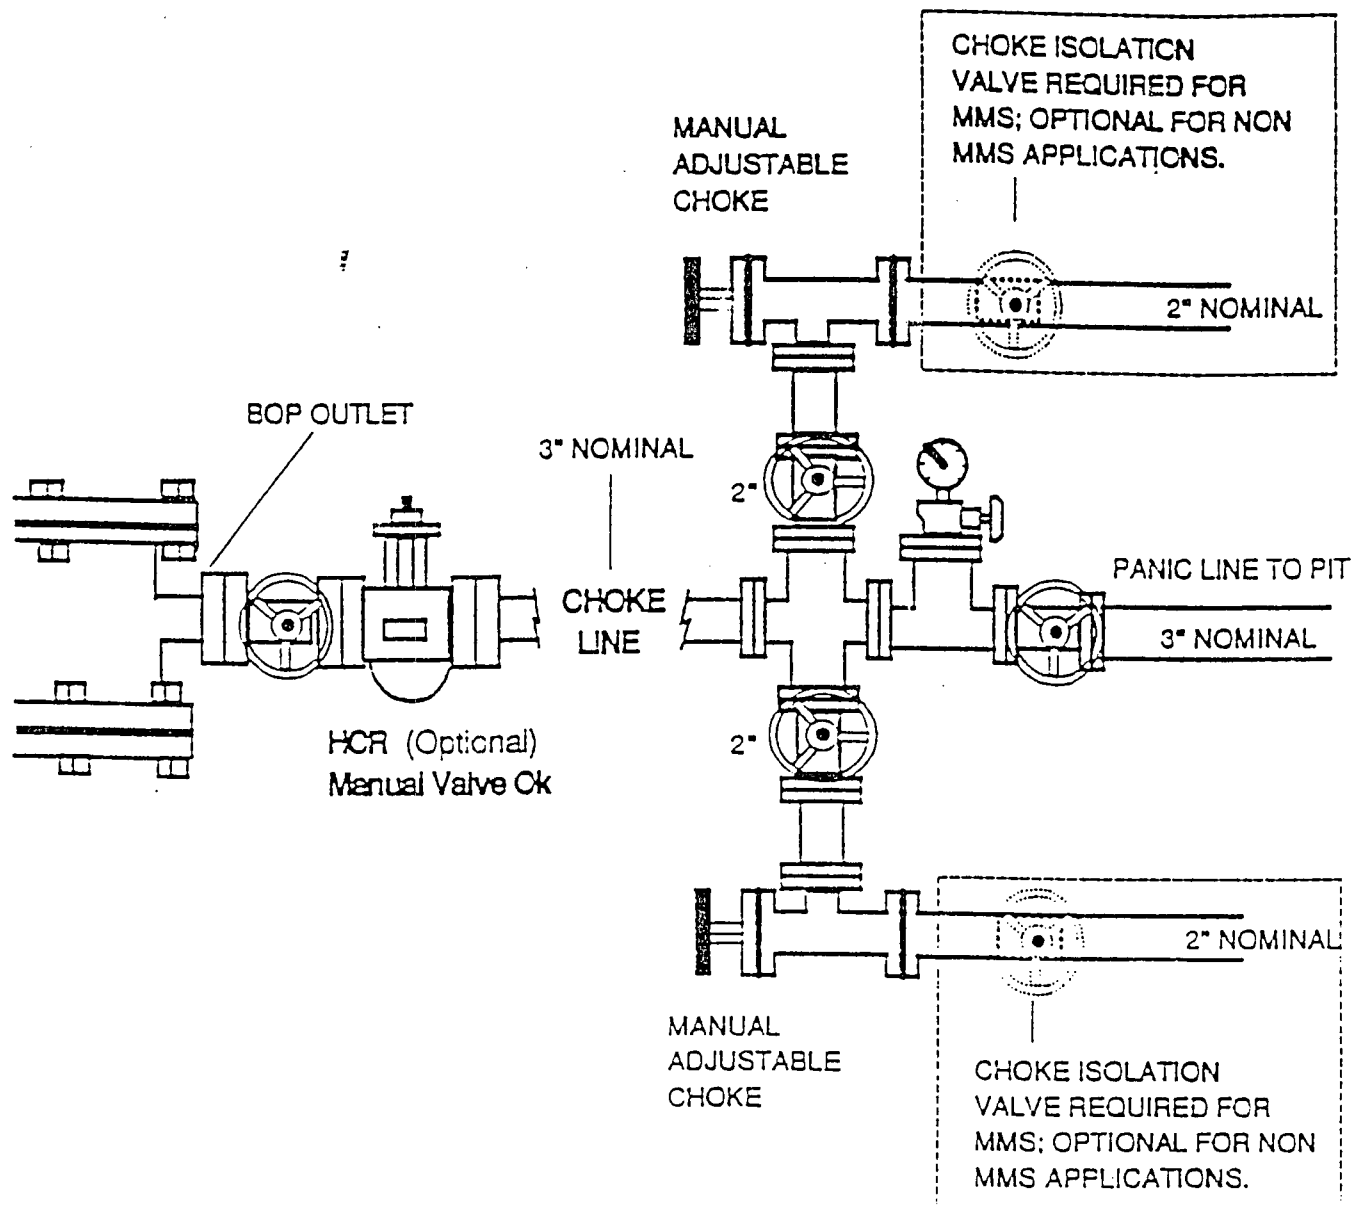 CHOKE ISOLATION
VALVE REQUIRED FOR
MMS; OPTIONAL FOR NON
MMS APPLICATIONS.
MANUAL
ADJUSTABLE
CHOKE
2" NOMINAL
BOP OUTLET
3" NOMINAL
2"
PANIC LINE TO PIT
CHOKE
LINE
3" NOMINAL
HCR (Optional)
Manual Valve Ok
2"
2" NOMINAL
MANUAL
ADJUSTABLE
CHOKE
CHOKE ISOLATION
VALVE REQUIRED FOR
MMS; OPTIONAL FOR NON
MMS APPLICATIONS.